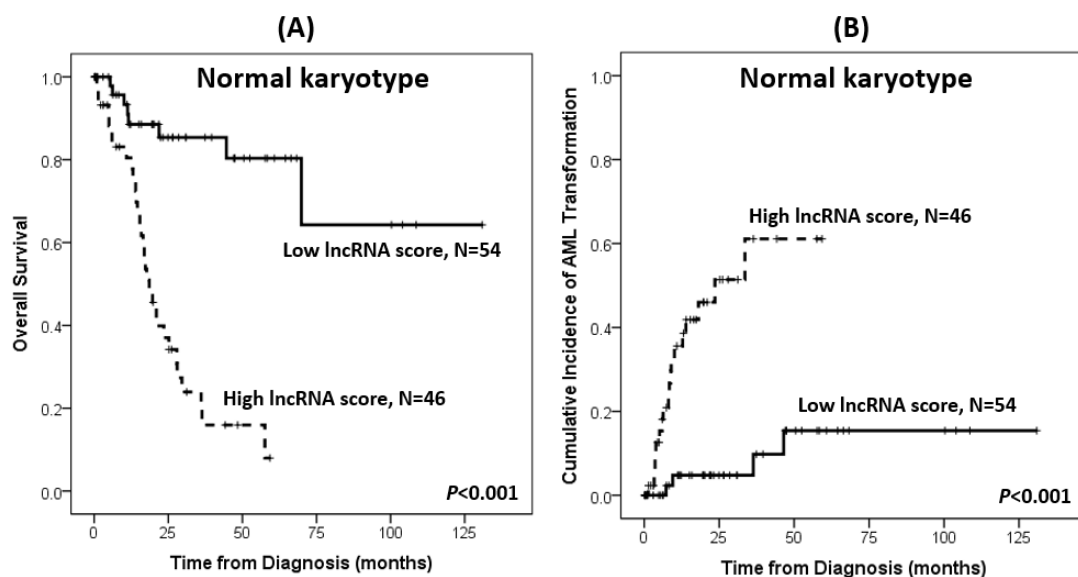 (A)
Normal karyotype
1.0
0.8
0.6
0.4
0.2
0.0
Overall Survival
Low lncRNA score, N=54
High lncRNA score, N=46
P<0.001
0 25 50 75 100 125
Time from Diagnosis (months)
(B)
Normal karyotype
1.0
0.8
0.6
0.4
0.2
0.0
Cumulative Incidence of AML Transformation
High lncRNA score, N=46
Low lncRNA score, N=54
P<0.001
0 25 50 75 100 125
Time from Diagnosis (months)